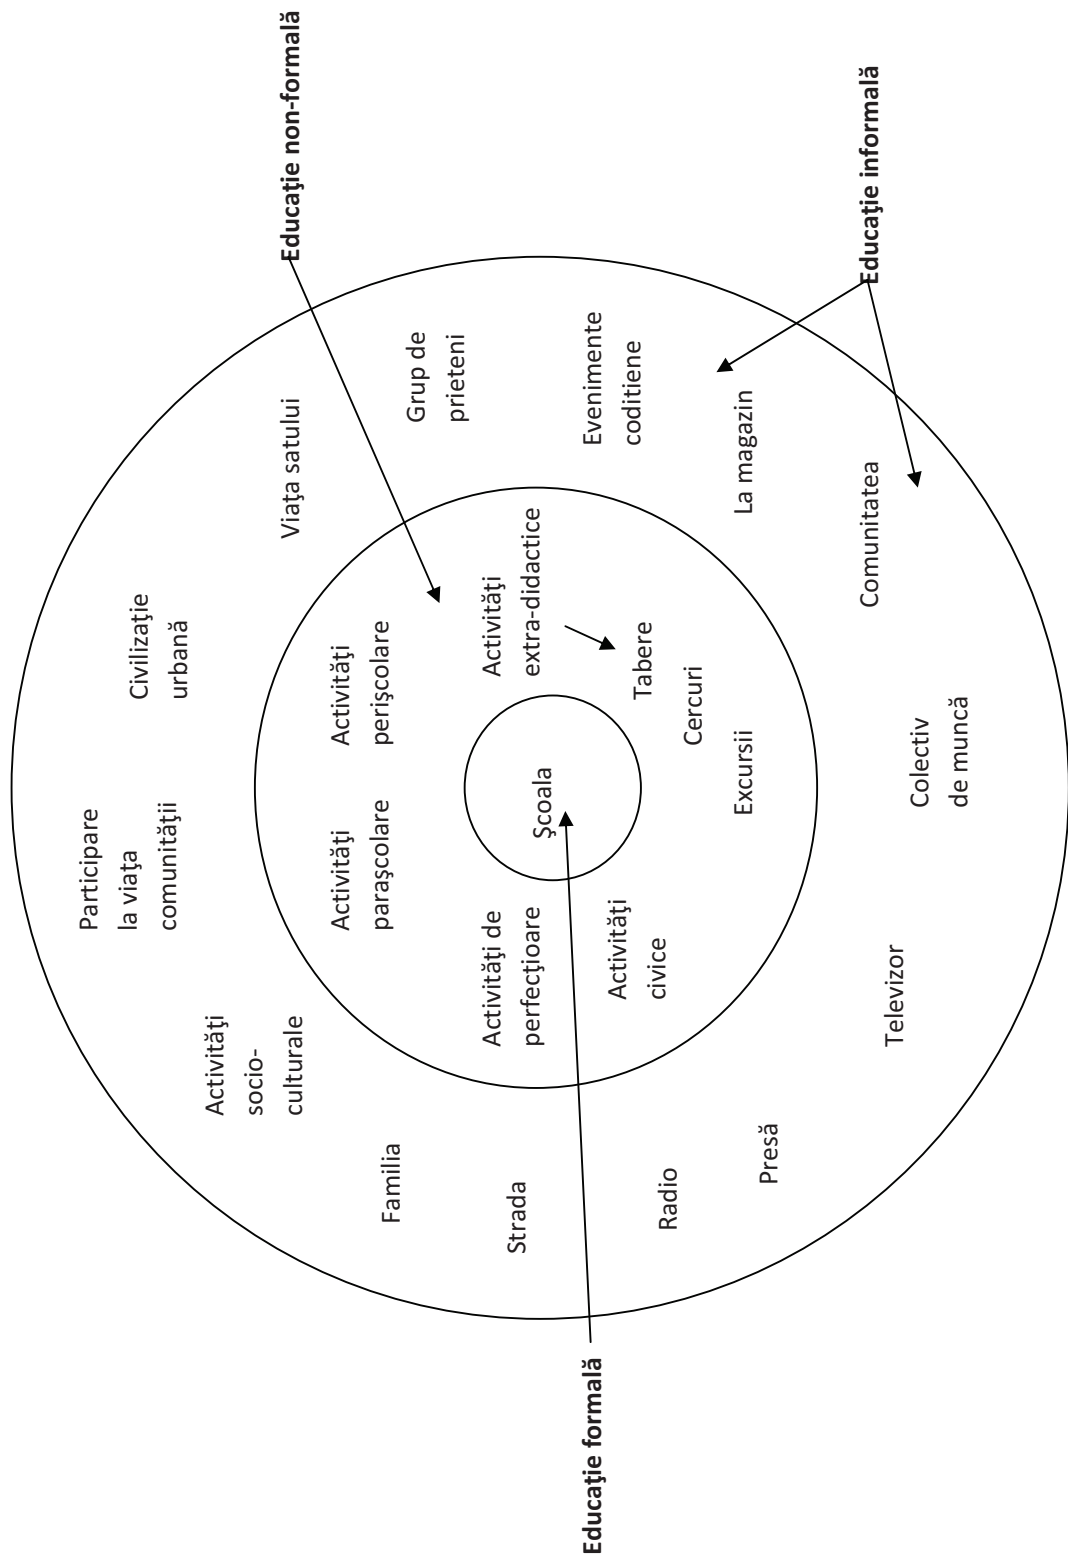 Educaţie non-formală
Educaţie informală
Educaţie formală
Viaţa satului
Grup de
prieteni
Evenimente
coditiene
La magazin
Comunitatea
Colectiv
de muncă
Televizor
Presă
Radio
Strada
Familia
Activităţi
socio-
culturale
Participare
la viaţa
comunităţii
Civilizaţie
urbană
Activităţi
perişcolare
Activităţi
extra-didactice
Tabere
Cercuri
Excursii
Activităţi
civice
Activităţi de
perfecţioare
Activităţi
paraşcolare
Şcoala